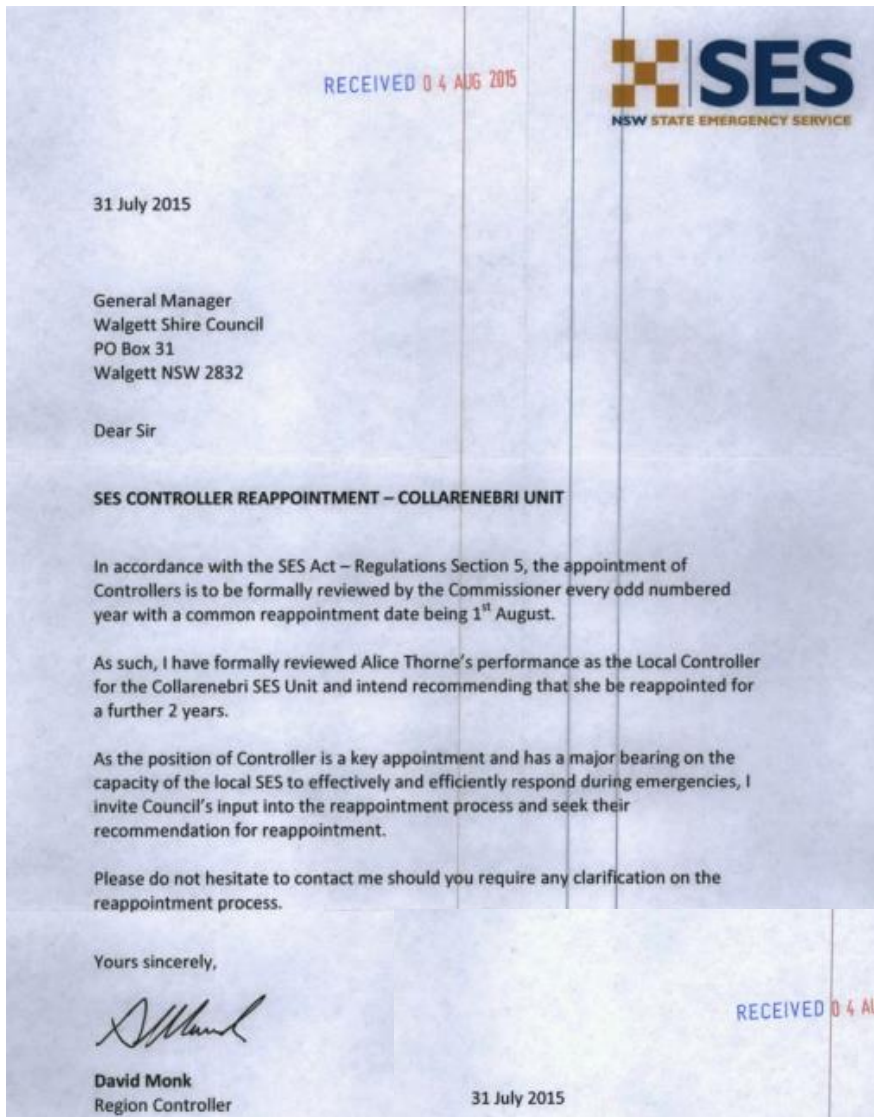 RECEIVED 04 AUG 2015
SES
NSW STATE EMERGENCY SERVICE
31 July 2015
General Manager
Walgett Shire Council
PO Box 31
Walgett NSW 2832
Dear Sir
SES CONTROLLER REAPPOINTMENT – COLLARENEBRI UNIT
In accordance with the SES Act – Regulations Section 5, the appointment of
Controllers is to be formally reviewed by the Commissioner every odd numbered
year with a common reappointment date being 1st August.
As such, I have formally reviewed Alice Thorne's performance as the Local Controller
for the Collarenebri SES Unit and intend recommending that she be reappointed for
a further 2 years.
As the position of Controller is a key appointment and has a major bearing on the
capacity of the local SES to effectively and efficiently respond during emergencies, I
invite Council's input into the reappointment process and seek their
recommendation for reappointment.
Please do not hesitate to contact me should you require any clarification on the
reappointment process.
Yours sincerely,
David Monk
Region Controller
RECEIVED 04 AU
31 July 2015